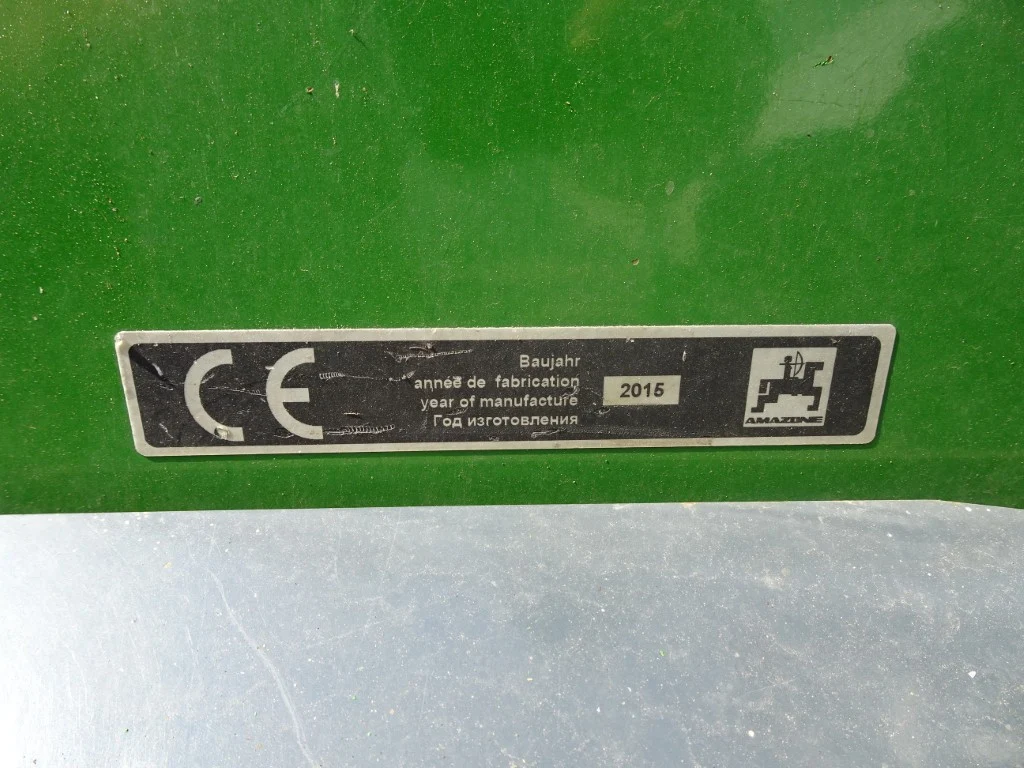 CE
Baujahr
année de fabrication
year of manufacture
Год изготовления
2015
AMAZONE